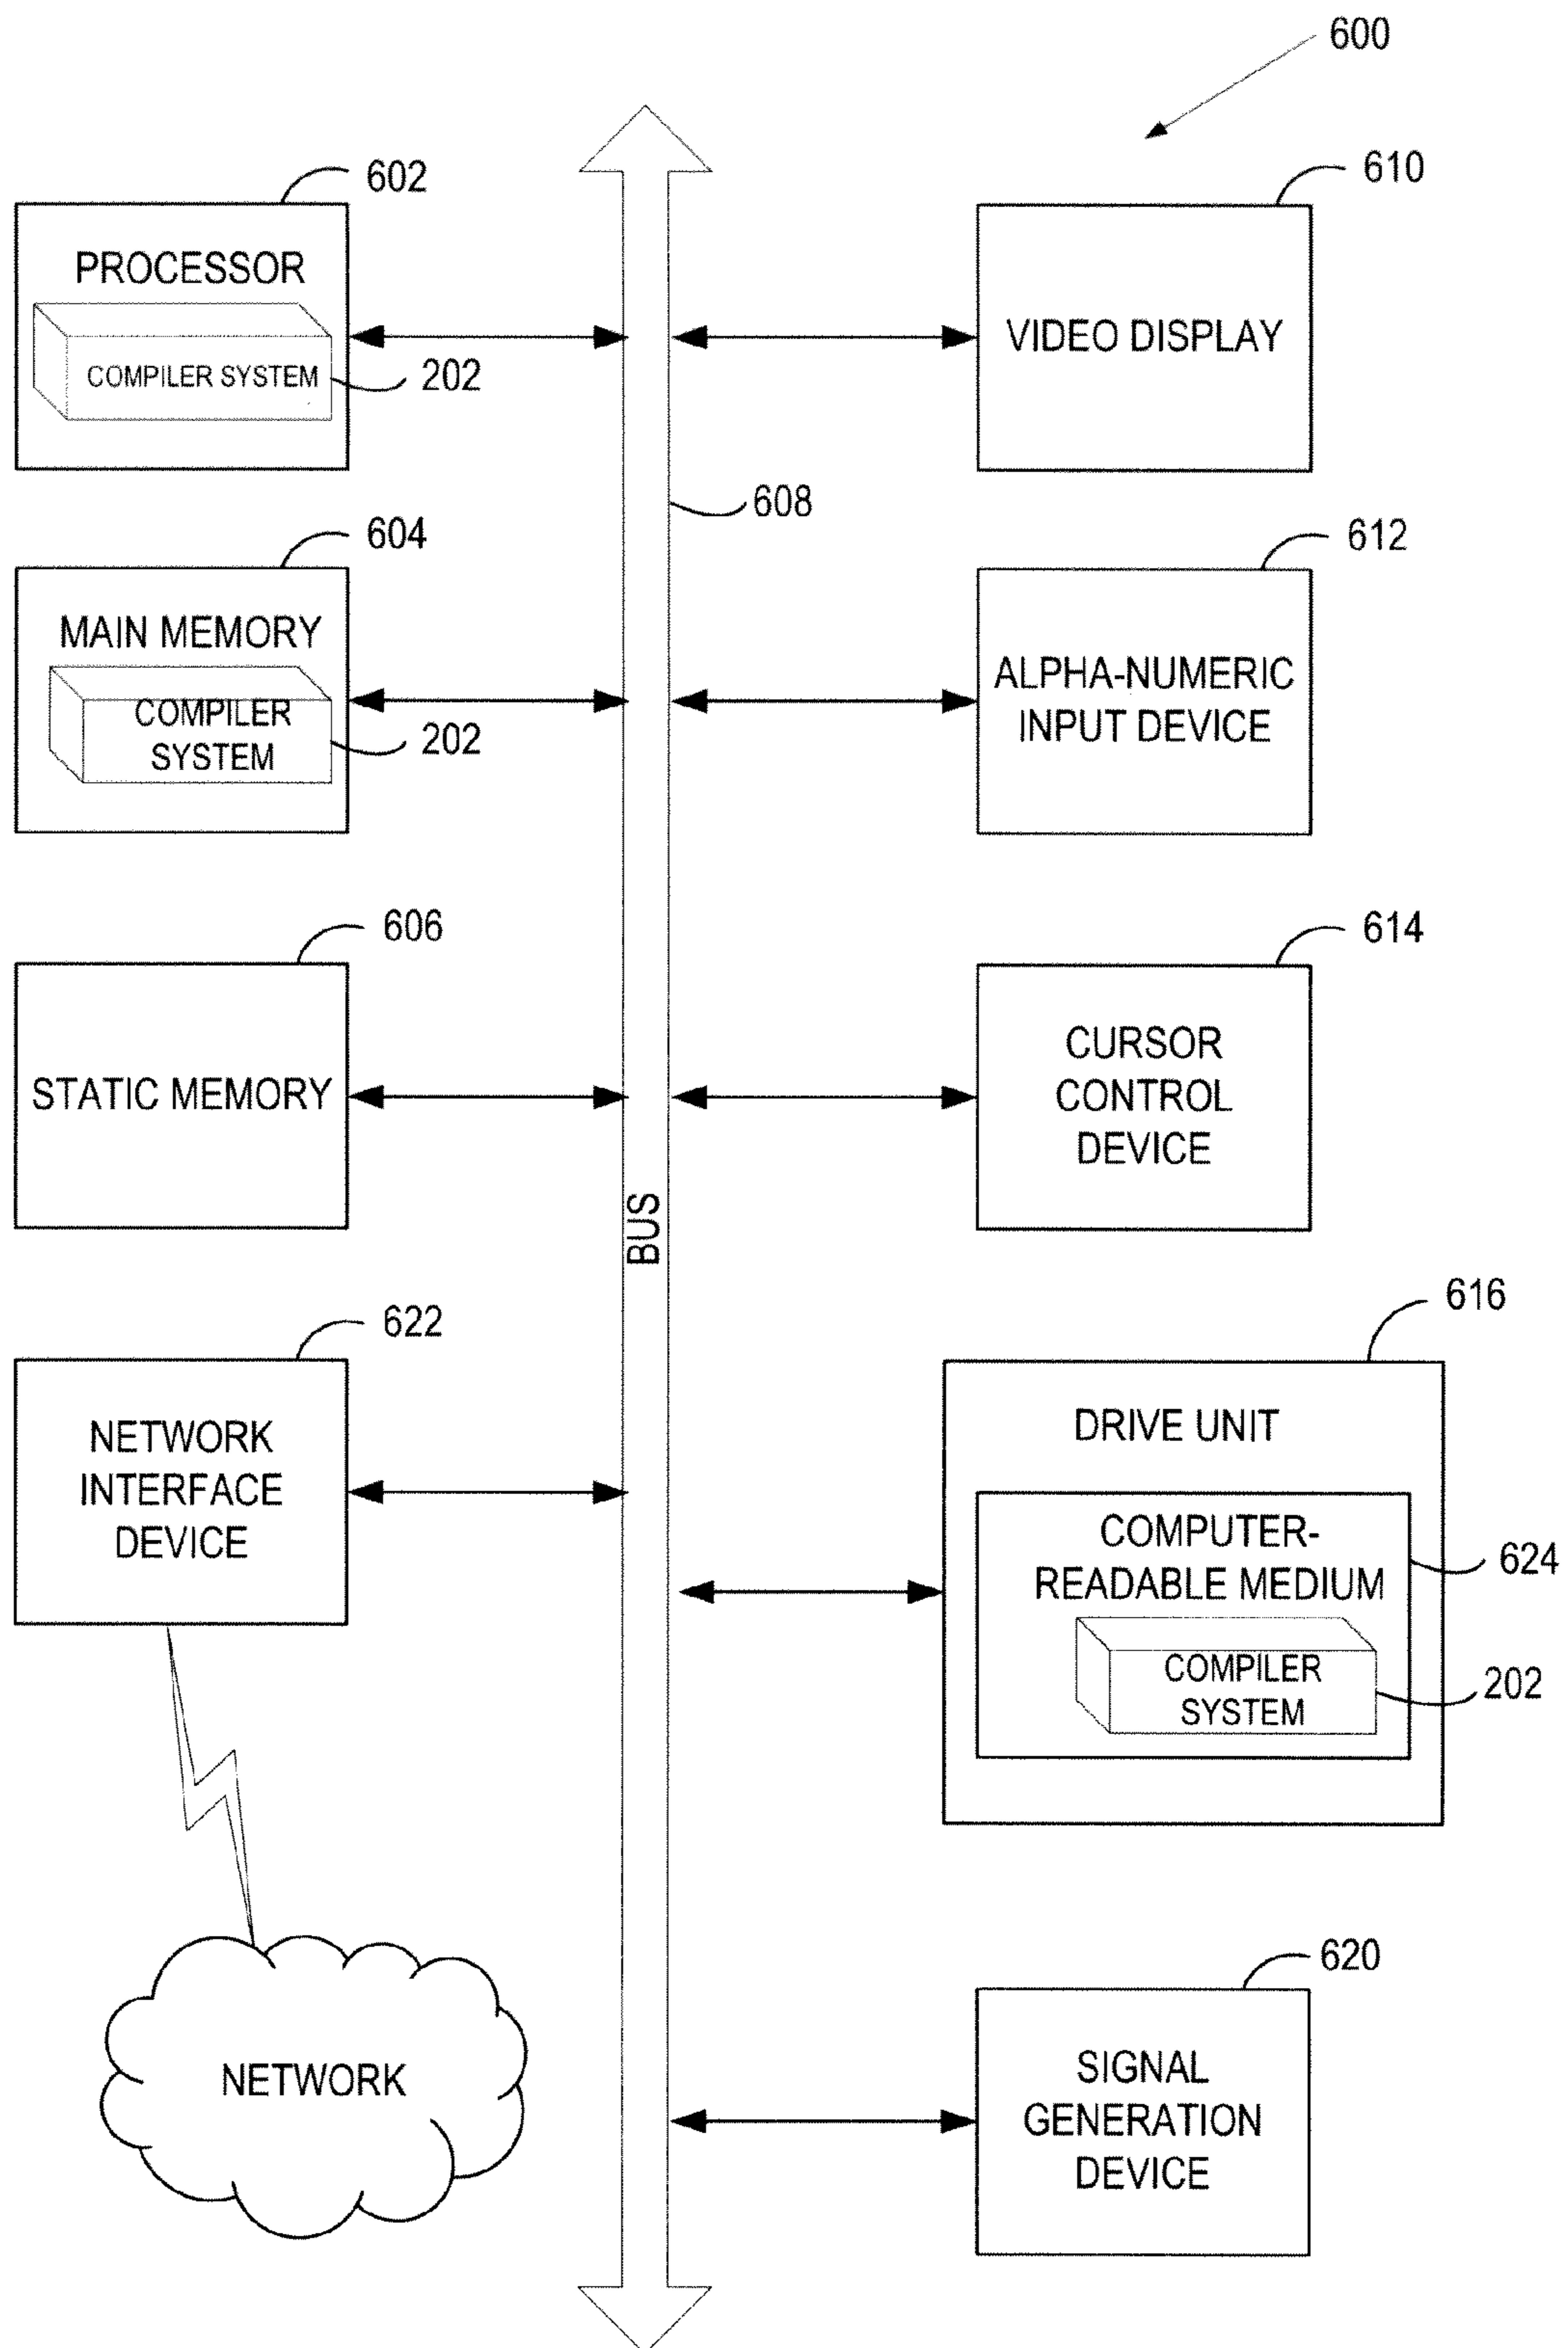 600
602
PROCESSOR
COMPILER SYSTEM
202
610
VIDEO DISPLAY
608
604
MAIN MEMORY
COMPILER
SYSTEM
202
612
ALPHA-NUMERIC
INPUT DEVICE
606
STATIC MEMORY
614
CURSOR
CONTROL
DEVICE
BUS
622
NETWORK
INTERFACE
DEVICE
616
DRIVE UNIT
COMPUTER-
READABLE MEDIUM
624
COMPILER
SYSTEM
202
NETWORK
620
SIGNAL
GENERATION
DEVICE